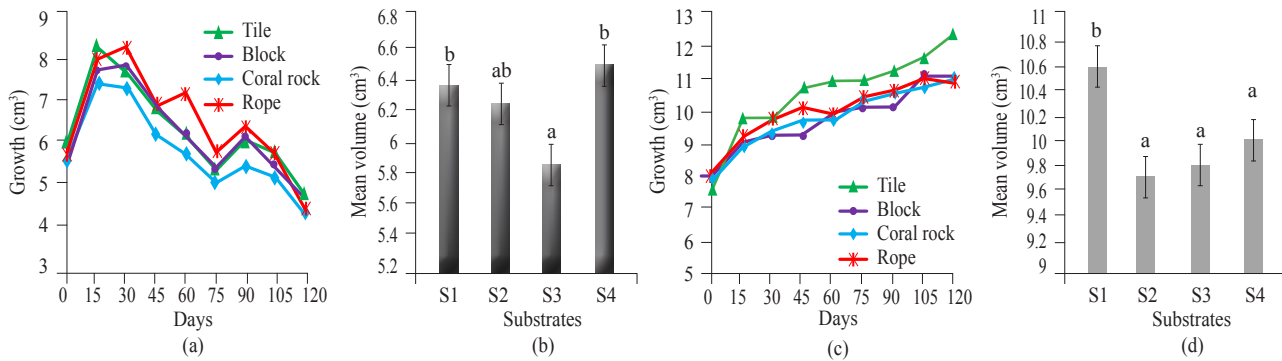 Growth (cm³)
9
8
7
6
5
4
3
0 15 30 45 60 75 90 105 120
Days
(a)
Tile
Block
Coral rock
Rope
Mean volume (cm³)
6.8
6.6
6.4
6.2
6
5.8
5.6
5.4
5.2
b
ab
a
b
S1 S2 S3 S4
Substrates
(b)
Growth (cm³)
13
12
11
10
9
8
7
6
5
0 15 30 45 60 75 90 105 120
Days
(c)
Tile
Block
Coral rock
Rope
Mean volume (cm³)
11
10.8
10.6
10.4
10.2
10
9.8
9.6
9.4
9.2
9
b
a
a
a
S1 S2 S3 S4
Substrates
(d)